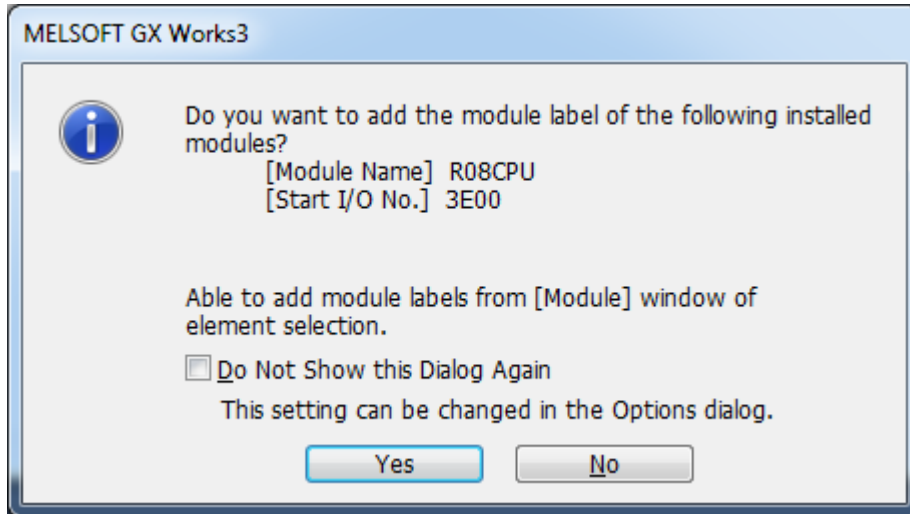 MELSOFT GX Works3
Do you want to add the module label of the following installed
modules?
[Module Name] R08CPU
[Start I/O No.] 3E00
Able to add module labels from [Module] window of
element selection.
Do Not Show this Dialog Again
This setting can be changed in the Options dialog.
Yes
No